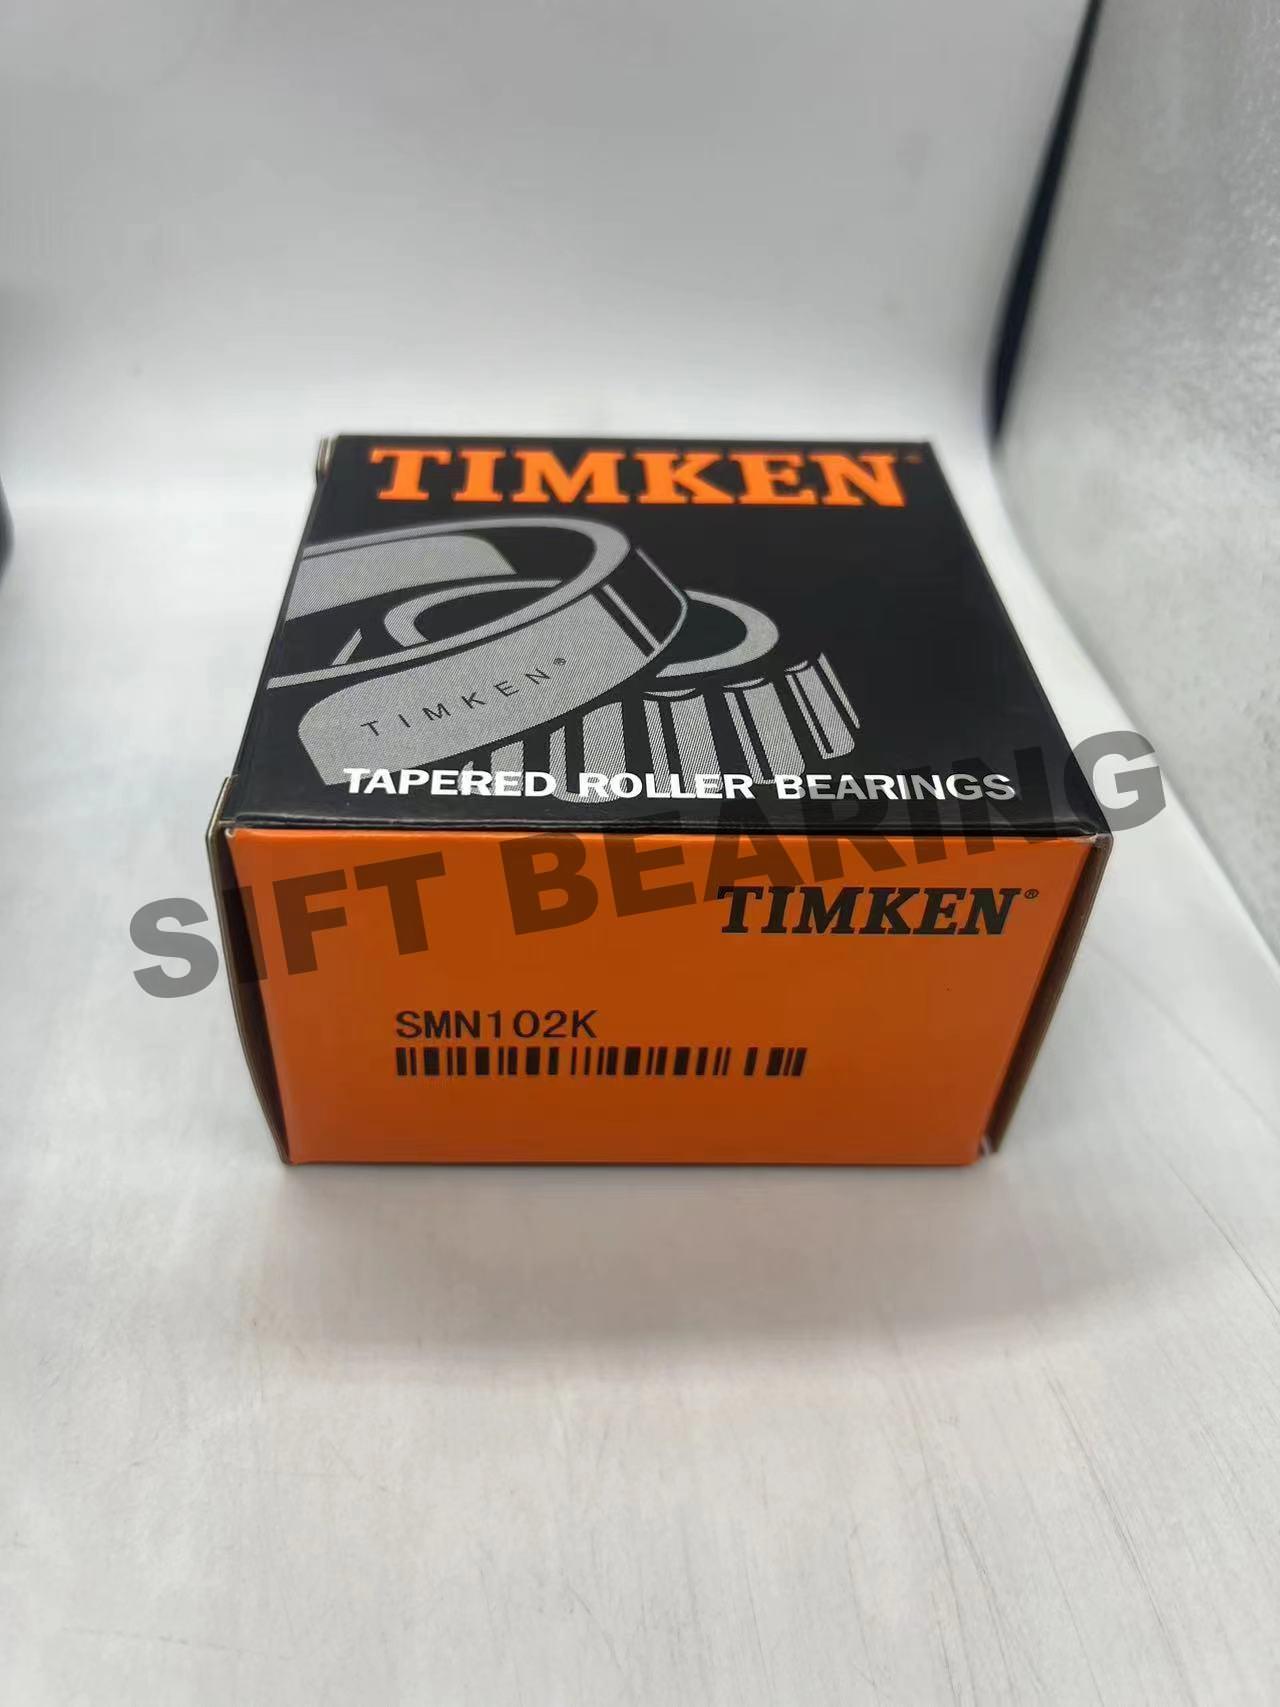 TIMKEN
TIMKEN®
TAPERED ROLLER BEARINGS
SIFT BEARING
TIMKEN®
SMN102K